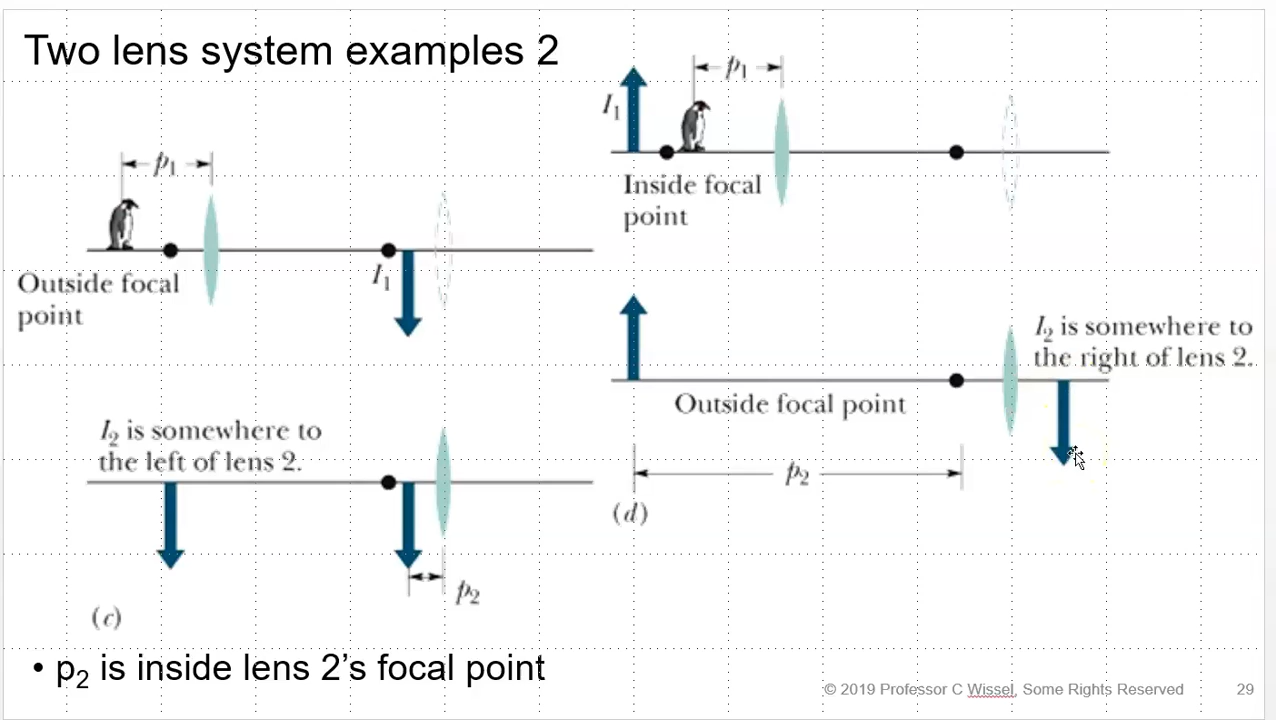 Two lens system examples 2
p₁
Outside focal
point
I₁
I₂ is somewhere to
the left of lens 2.
p₂
(c)
• p₂ is inside lens 2’s focal point
p₁
I₁
Inside focal
point
I₂ is somewhere to
the right of lens 2.
Outside focal point
p₂
(d)
© 2019 Professor C Wissel, Some Rights Reserved
29